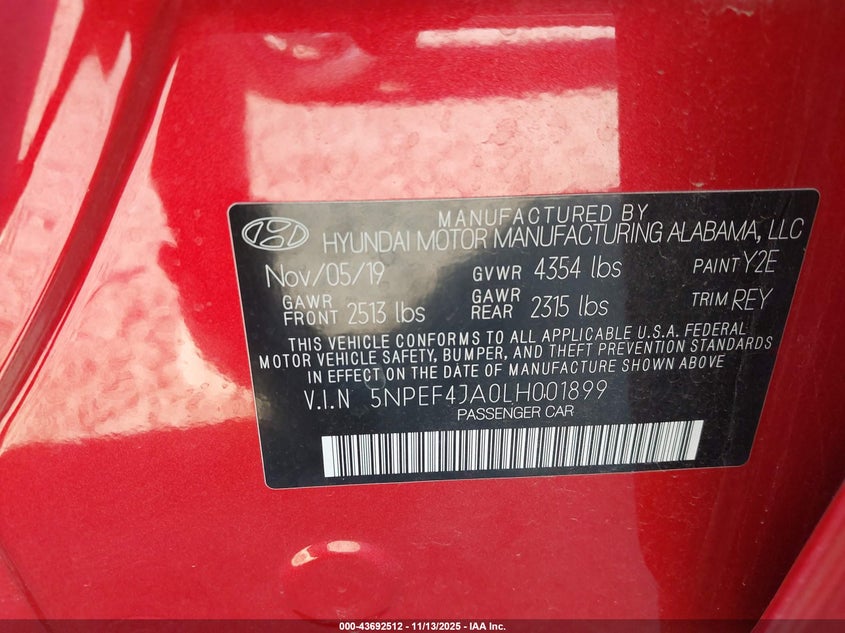 MANUFACTURED BY
HYUNDAI MOTOR MANUFACTURING ALABAMA, LLC
Nov/05/19 GVWR 4354 lbs PAINT Y2E
GAWR FRONT 2513 lbs GAWR REAR 2315 lbs TRIM REY
THIS VEHICLE CONFORMS TO ALL APPLICABLE U.S.A. FEDERAL
MOTOR VEHICLE SAFETY, BUMPER, AND THEFT PREVENTION STANDARDS
IN EFFECT ON THE DATE OF MANUFACTURE SHOWN ABOVE
V.I.N 5NPEF4JA0LH001899
PASSENGER CAR
000-43692512 - 11/13/2025 - IAA Inc.